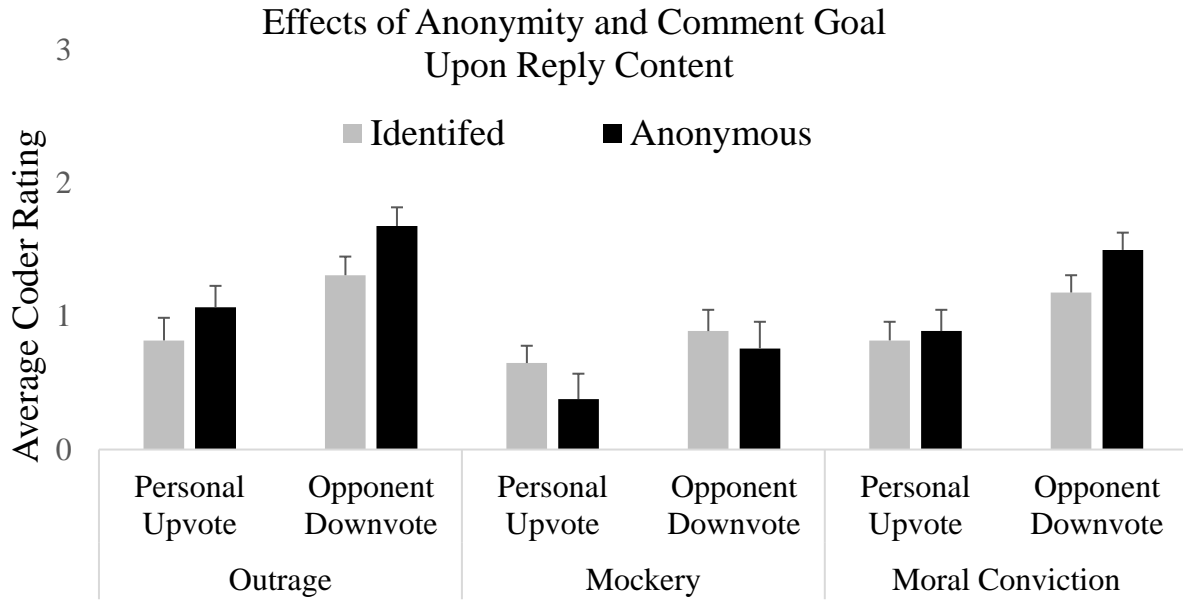 Effects of Anonymity and Comment Goal
Upon Reply Content
Identifed
Anonymous
Average Coder Rating
3
2
1
0
Personal
Upvote
Opponent
Downvote
Personal
Upvote
Opponent
Downvote
Personal
Upvote
Opponent
Downvote
Outrage
Mockery
Moral Conviction